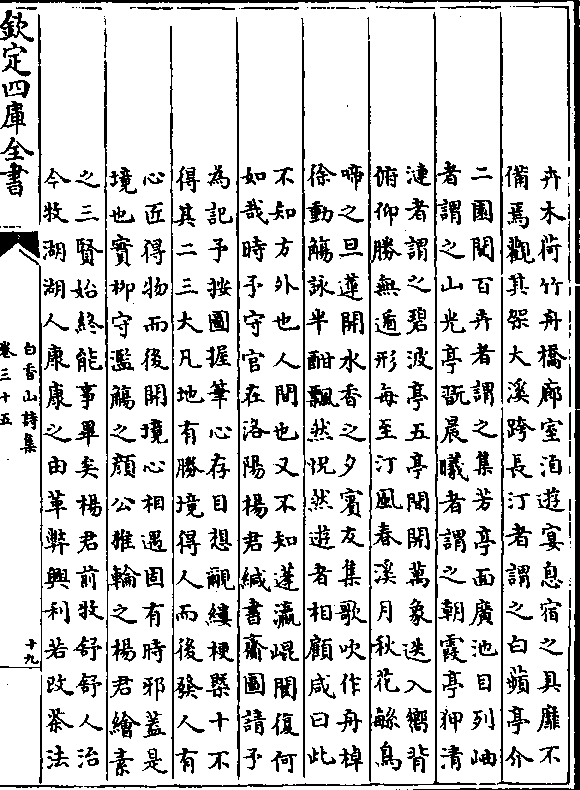 卉木荷竹舟橋廊室洎遊宴息宿之具靡不
備焉觀其架大溪跨長汀者謂之白蘋亭介
二園閲百卉者謂之集芳亭面廣池目列岫
者謂之山光亭翫晨曦者謂之朝霞亭狎清
漣者謂之碧波亭五亭間開萬象迭入嚮背
俯仰勝無遁形每至汀風春溪月秋花緐鳥
啼之旦蓮開水香之夕賓友集歌吹作舟棹
徐動觴詠半酣飄然怳然遊者相顧咸曰此
不知方外也人間也又不知蓬瀛崐閬復何
如哉時予守官在洛陽楊君緘書齎圖請予
為記予按圖握筆心存目想覼縷梗槩十不
得其二三大凡地有勝境得人而後發人有
心匠得物而後開境心相遇固有時邪蓋是
境也實柳守濫觴之顔公椎輪之楊君繪素
之三賢始終能事畢矣楊君前牧舒舒人治
今牧湖湖人康康之由革弊興利若改茶法
欽定四庫全書
白香山詩集
卷三十五
十九